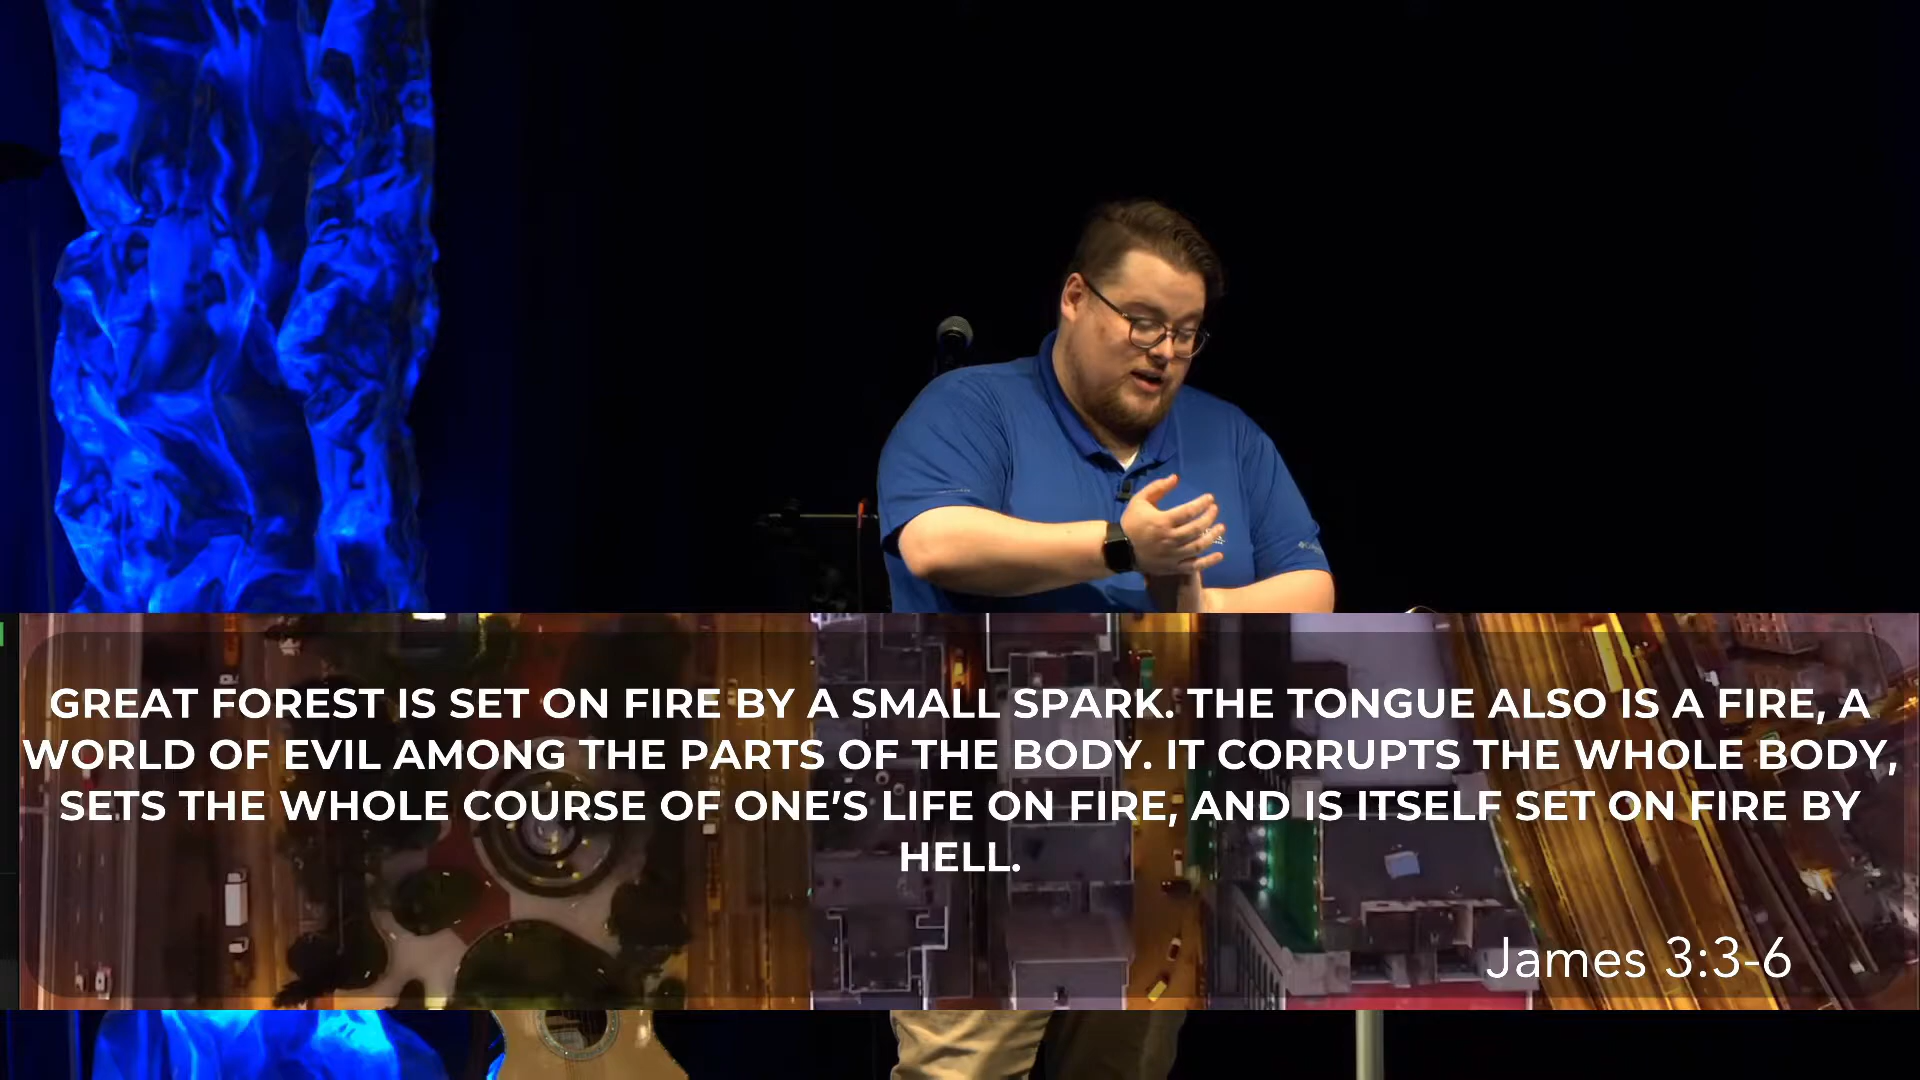 GREAT FOREST IS SET ON FIRE BY A SMALL SPARK. THE TONGUE ALSO IS A FIRE, A
WORLD OF EVIL AMONG THE PARTS OF THE BODY. IT CORRUPTS THE WHOLE BODY,
SETS THE WHOLE COURSE OF ONE’S LIFE ON FIRE, AND IS ITSELF SET ON FIRE BY
HELL.
James 3:3-6